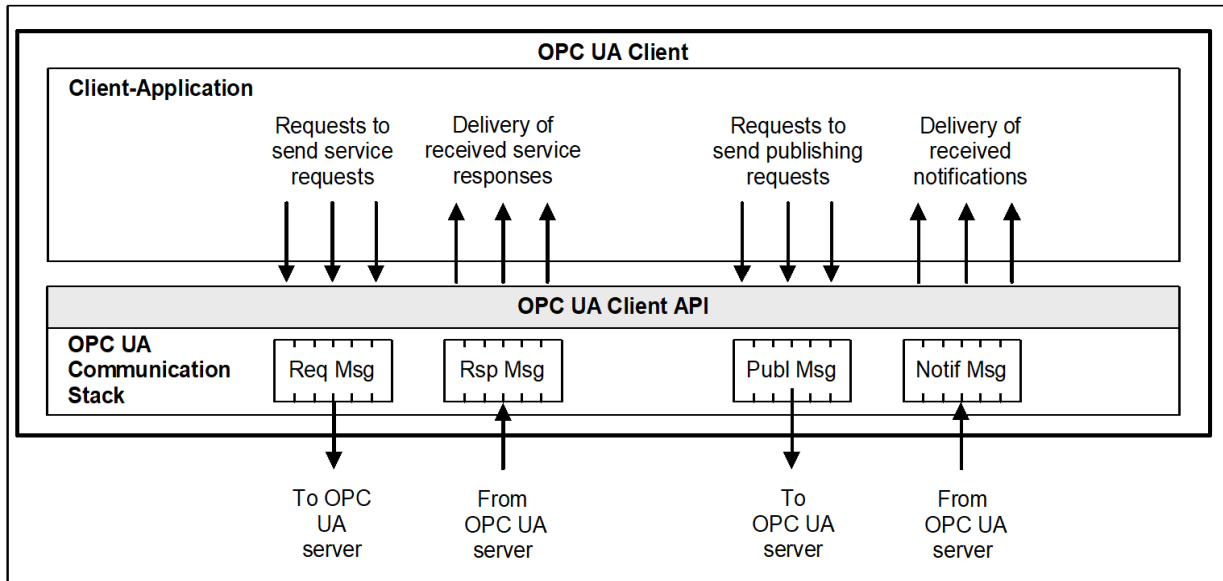 OPC UA Client
Client-Application
Requests to
send service
requests
Delivery of
received service
responses
Requests to
send publishing
requests
Delivery of
received
notifications
OPC UA Client API
OPC UA
Communication
Stack
Req Msg
Rsp Msg
Publ Msg
Notif Msg
To OPC
UA
server
From
OPC UA
server
To
OPC UA
server
From
OPC UA
server